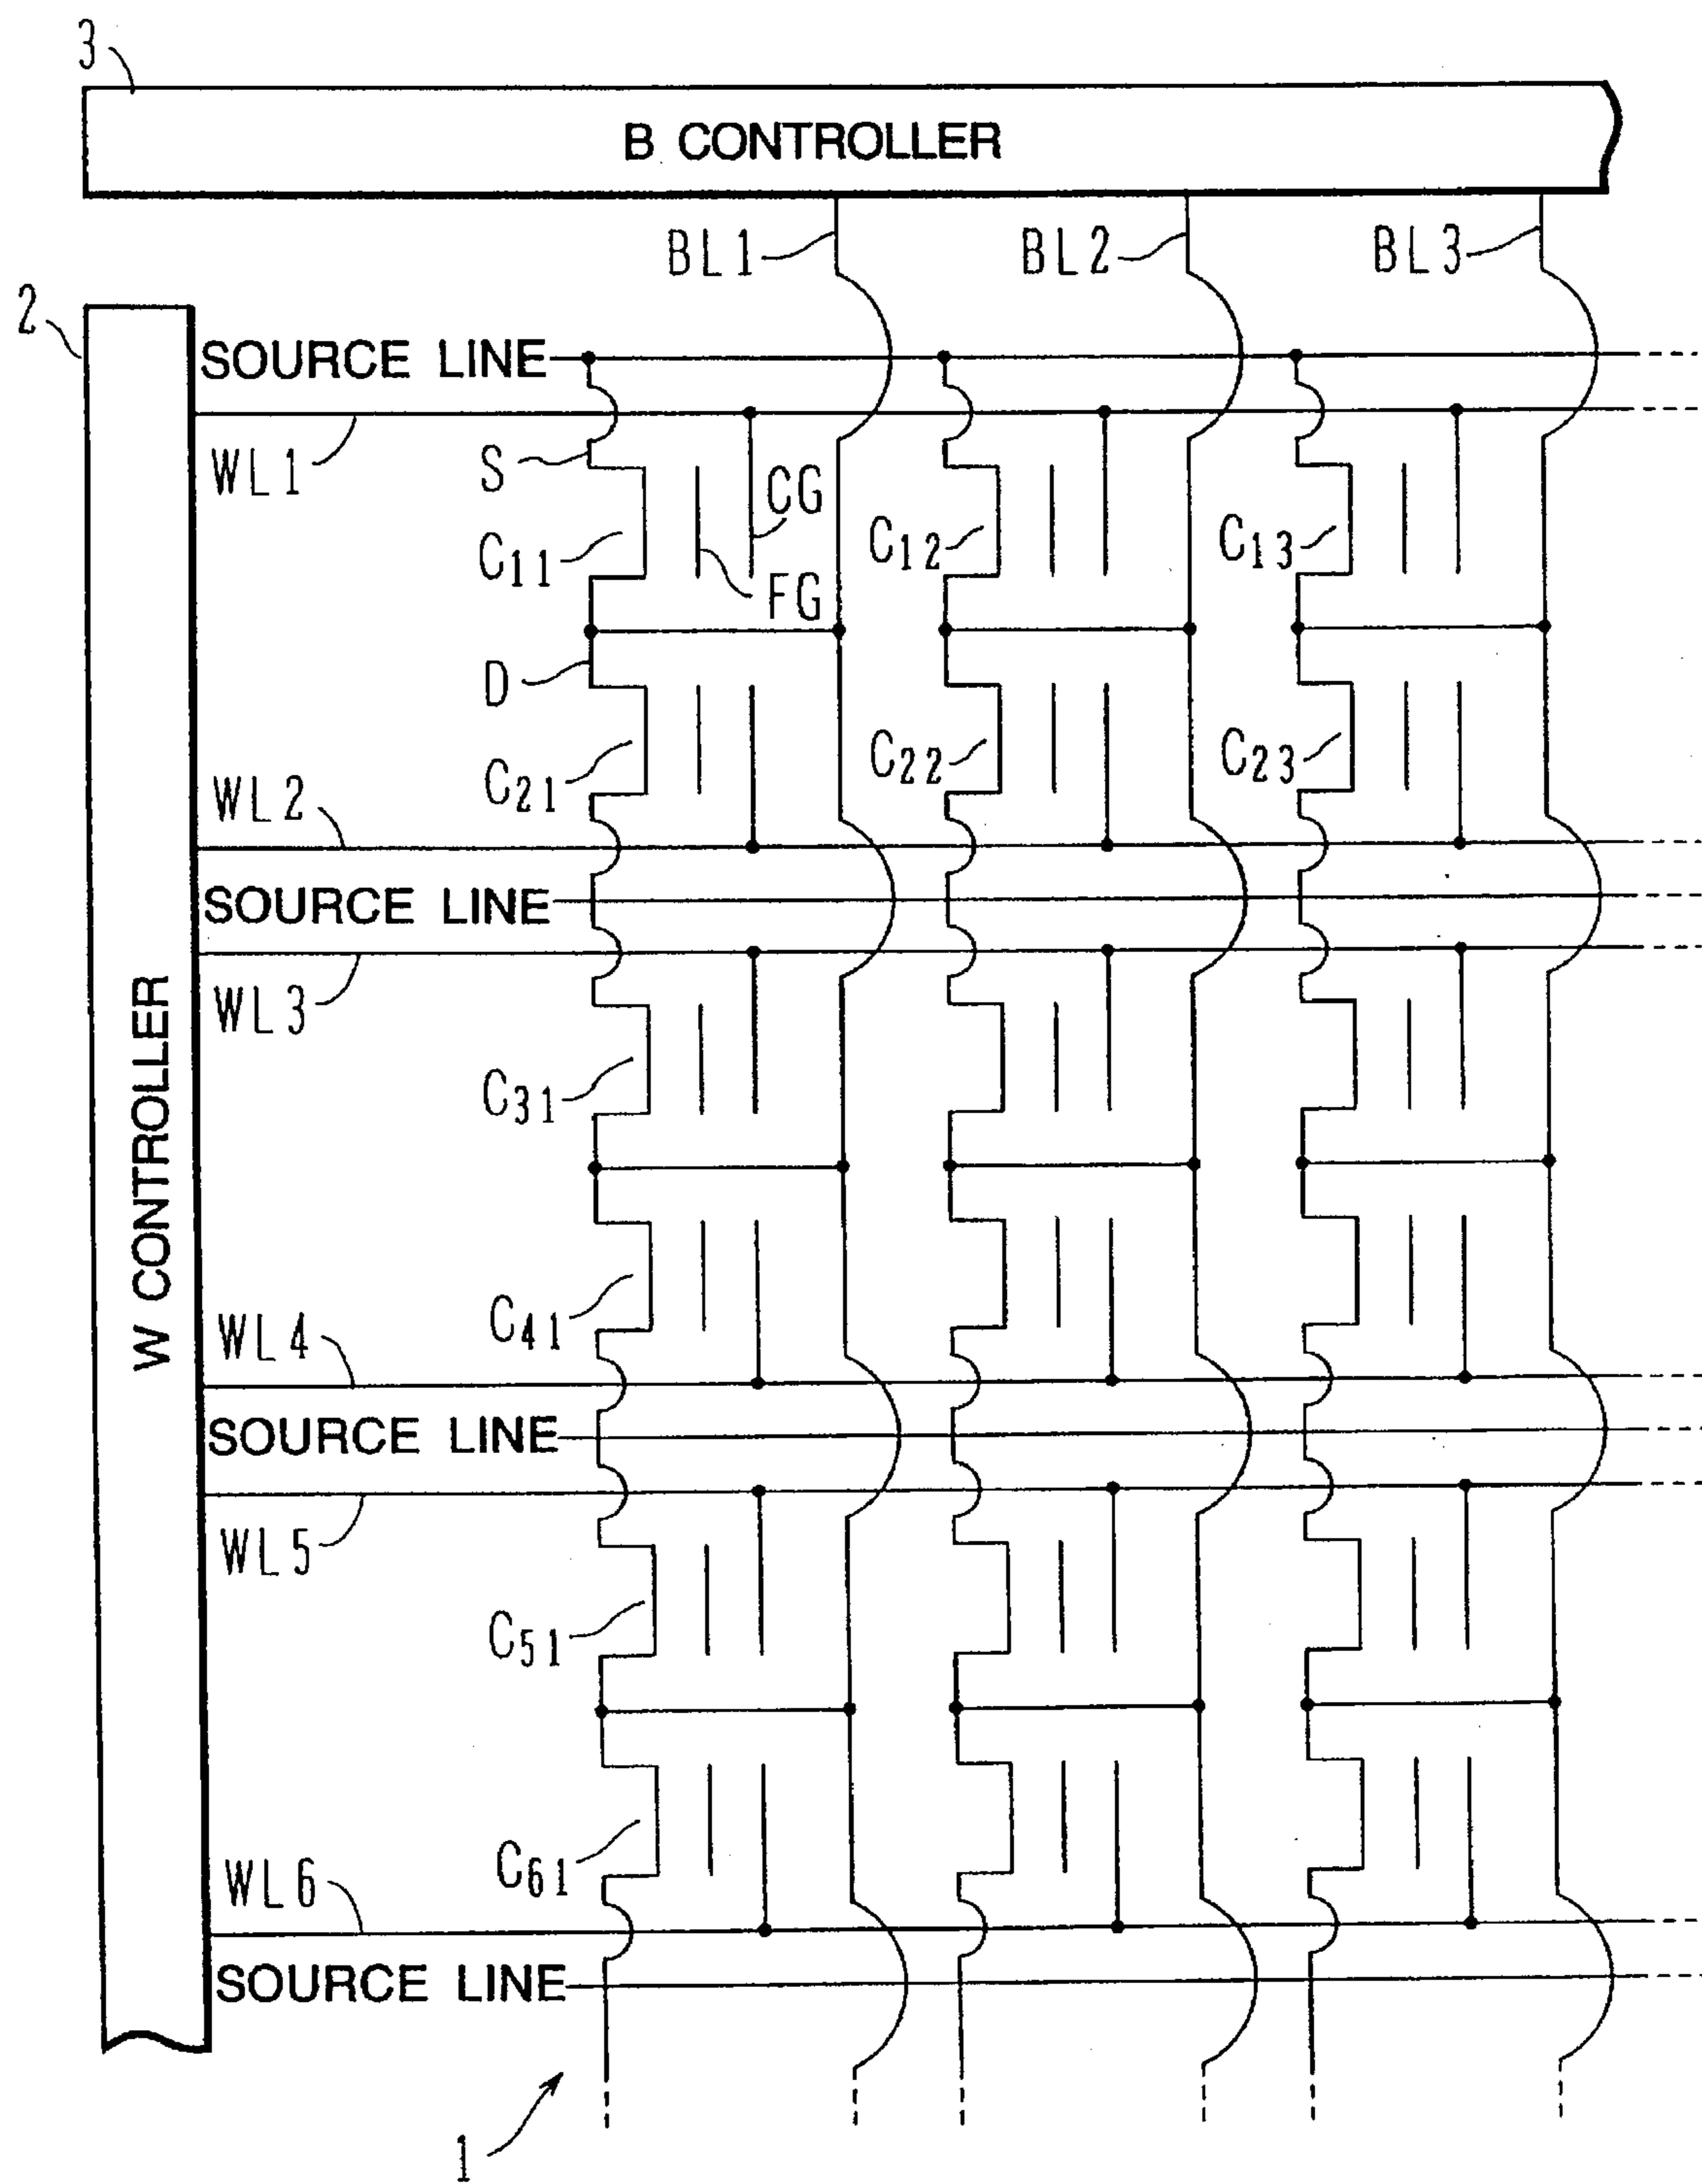 3
B CONTROLLER
BL1 BL2 BL3
2
SOURCE LINE
WL1
S
CG
C11 C12 C13
FG
D
C21 C22 C23
WL2
SOURCE LINE
WL3
C31
W CONTROLLER
C41
WL4
SOURCE LINE
WL5
C51
C61
WL6
SOURCE LINE
1